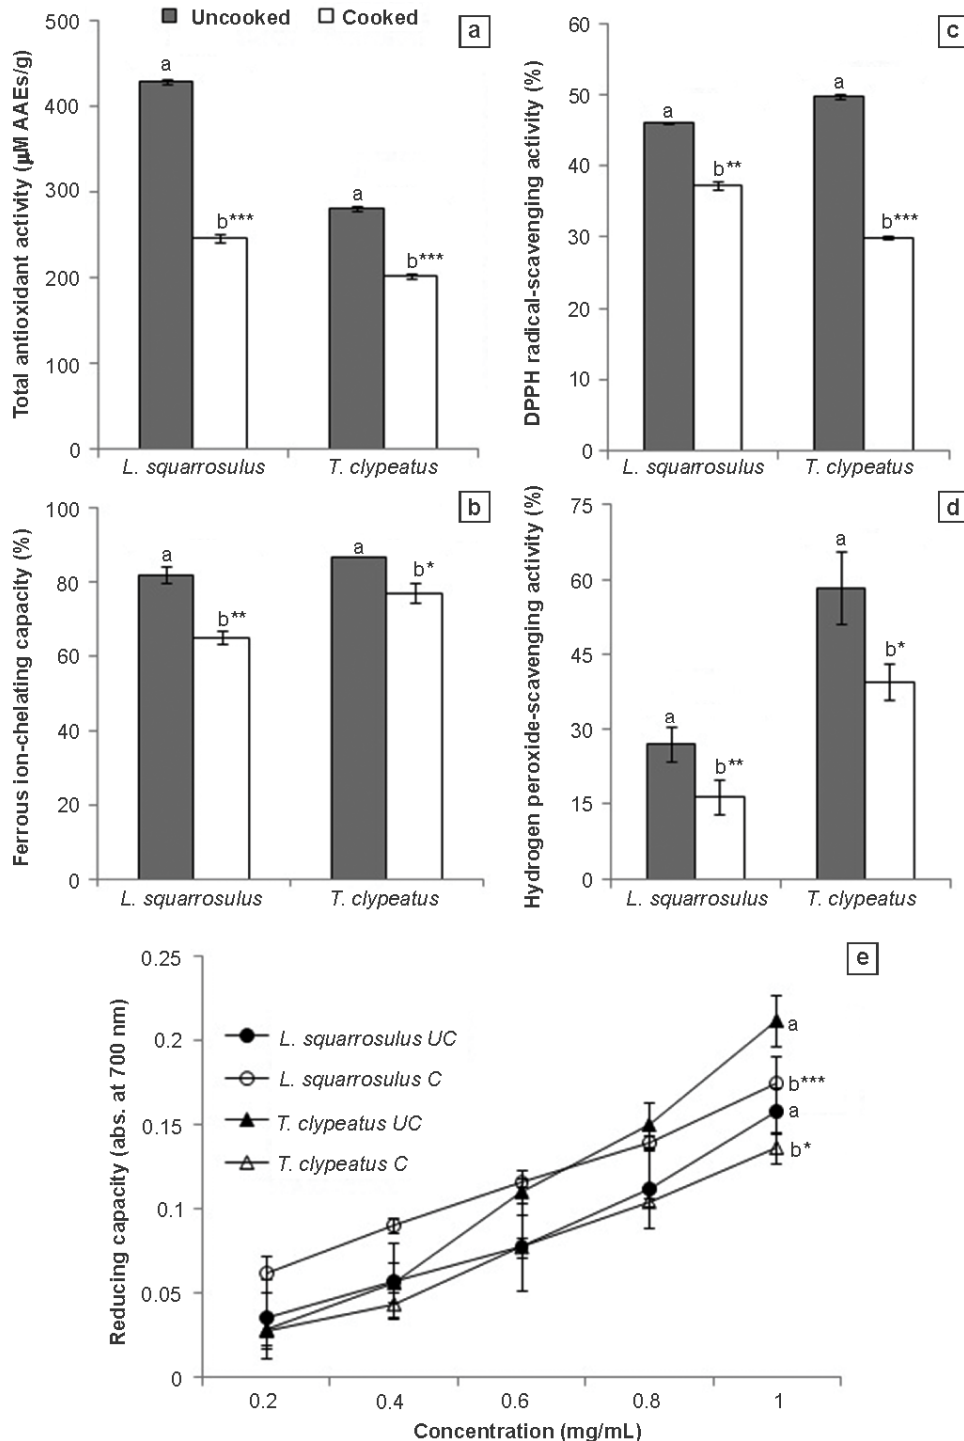 Uncooked Cooked
a
Total antioxidant activity (µM AAEs/g)
500
400
300
200
100
0
a
b***
a
b***
L. squarrosulus T. clypeatus
c
DPPH radical-scavenging activity (%)
60
50
40
30
20
10
0
a
b**
a
b***
L. squarrosulus T. clypeatus
b
Ferrous ion-chelating capacity (%)
100
80
60
40
20
0
a
b**
a
b*
L. squarrosulus T. clypeatus
d
Hydrogen peroxide-scavenging activity (%)
75
60
45
30
15
0
a
b**
a
b*
L. squarrosulus T. clypeatus
e
Reducing capacity (abs. at 700 nm)
0.25
0.2
0.15
0.1
0.05
0
L. squarrosulus UC
L. squarrosulus C
T. clypeatus UC
T. clypeatus C
a
b***
a
b*
0.2 0.4 0.6 0.8 1
Concentration (mg/mL)